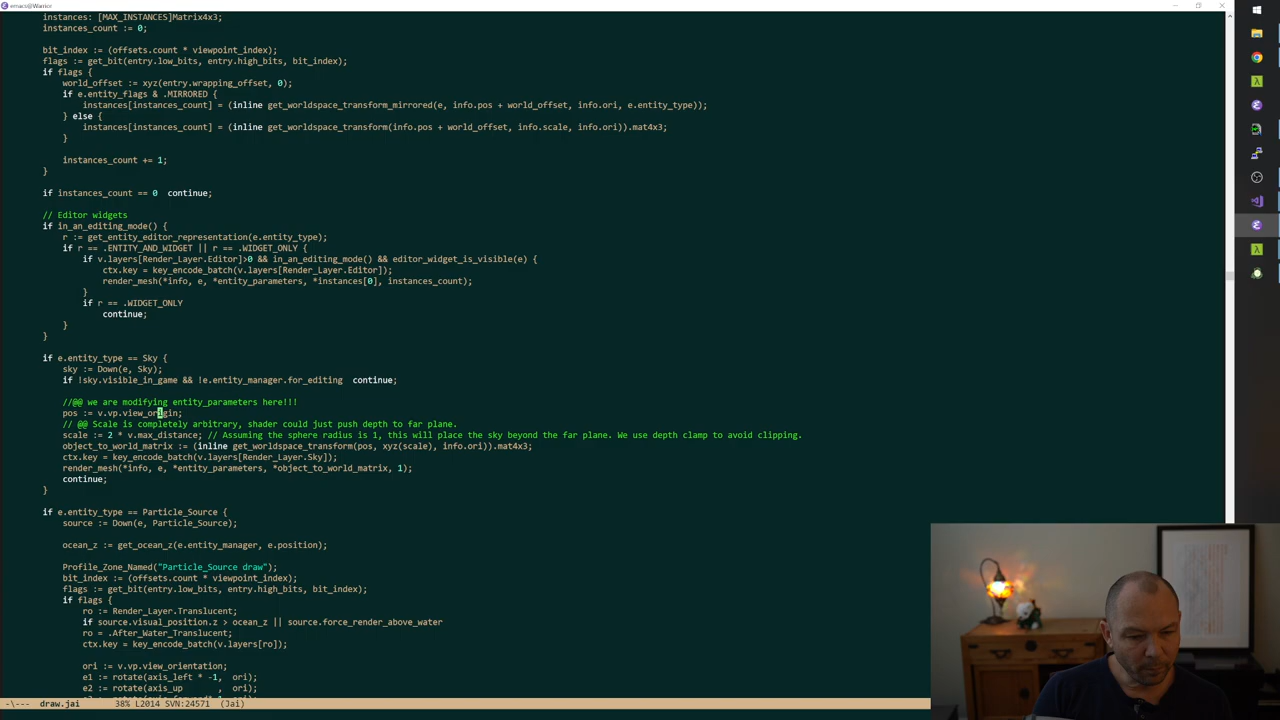 emacs@Warrior
instances: [MAX_INSTANCES]Matrix4x3;
instances_count := 0;
bit_index := (offsets.count * viewpoint_index);
flags := get_bit(entry.low_bits, entry.high_bits, bit_index);
if flags {
world_offset := xyz(entry.wrapping_offset, 0);
if e.entity_flags & .MIRRORED {
instances[instances_count] = (inline get_worldspace_transform_mirrored(e, info.pos + world_offset, info.ori, e.entity_type));
} else {
instances[instances_count] = (inline get_worldspace_transform(info.pos + world_offset, info.scale, info.ori)).mat4x3;
}
instances_count += 1;
}
if instances_count == 0  continue;
// Editor widgets
if in_an_editing_mode() {
r := get_entity_editor_representation(e.entity_type);
if r == .ENTITY_AND_WIDGET || r == .WIDGET_ONLY {
if v.layers[Render_Layer.Editor]>0 && in_an_editing_mode() && editor_widget_is_visible(e) {
ctx.key = key_encode_batch(v.layers[Render_Layer.Editor]);
render_mesh(*info, e, *entity_parameters, *instances[0], instances_count);
}
if r == .WIDGET_ONLY
continue;
}
}
if e.entity_type == Sky {
sky := Down(e, Sky);
if !sky.visible_in_game && !e.entity_manager.for_editing  continue;
//@@ we are modifying entity_parameters here!!!
pos := v.vp.view_origin;
// @@ Scale is completely arbitrary, shader could just push depth to far plane.
scale := 2 * v.max_distance; // Assuming the sphere radius is 1, this will place the sky beyond the far plane. We use depth clamp to avoid clipping.
object_to_world_matrix := (inline get_worldspace_transform(pos, xyz(scale), info.ori)).mat4x3;
ctx.key = key_encode_batch(v.layers[Render_Layer.Sky]);
render_mesh(*info, e, *entity_parameters, *object_to_world_matrix, 1);
continue;
}
if e.entity_type == Particle_Source {
source := Down(e, Particle_Source);
ocean_z := get_ocean_z(e.entity_manager, e.position);
Profile_Zone_Named("Particle_Source draw");
bit_index := (offsets.count * viewpoint_index);
flags := get_bit(entry.low_bits, entry.high_bits, bit_index);
if flags {
ro := Render_Layer.Translucent;
if source.visual_position.z > ocean_z || source.force_render_above_water
ro = .After_Water_Translucent;
ctx.key = key_encode_batch(v.layers[ro]);
ori := v.vp.view_orientation;
e1 := rotate(axis_left * -1,  ori);
e2 := rotate(axis_up      ,  ori);
-\---  draw.jai       38% L2014 SVN:24571  (Jai)